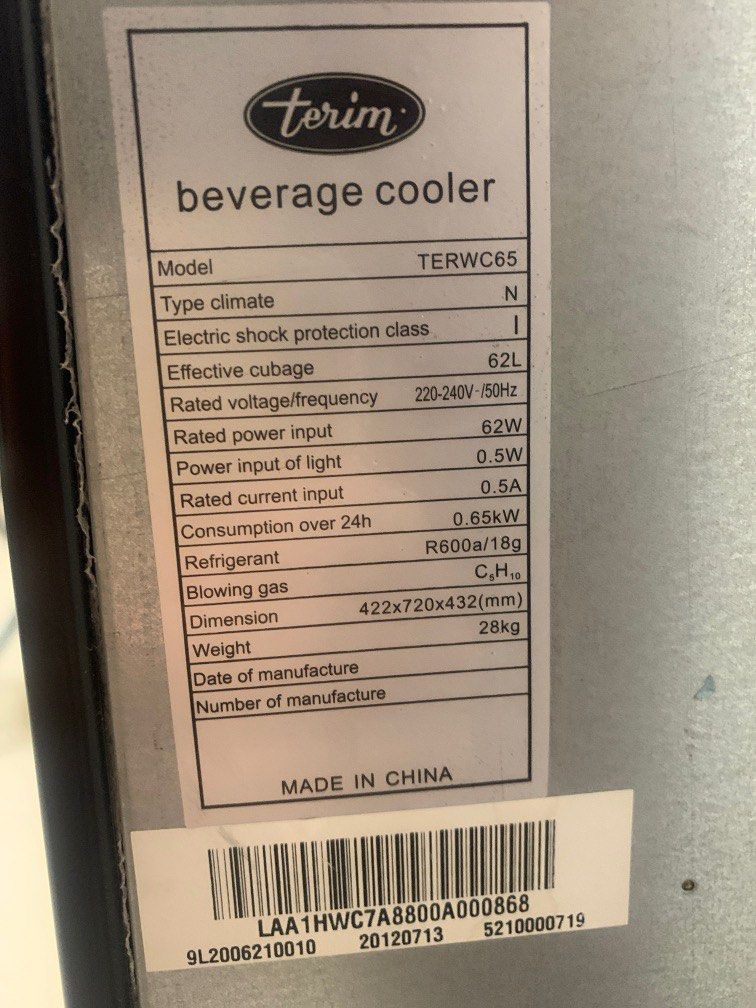 terim
beverage cooler
Model TERWC65
Type climate N
Electric shock protection class I
Effective cubage 62L
Rated voltage/frequency 220-240V~/50Hz
Rated power input 62W
Power input of light 0.5W
Rated current input 0.5A
Consumption over 24h 0.65kW
Refrigerant R600a/18g
Blowing gas C₅H₁₀
Dimension 422x720x432(mm)
Weight 28kg
Date of manufacture
Number of manufacture
MADE IN CHINA
LAA1HWC7A8800A000868
9L2006210010 20120713 5210000719